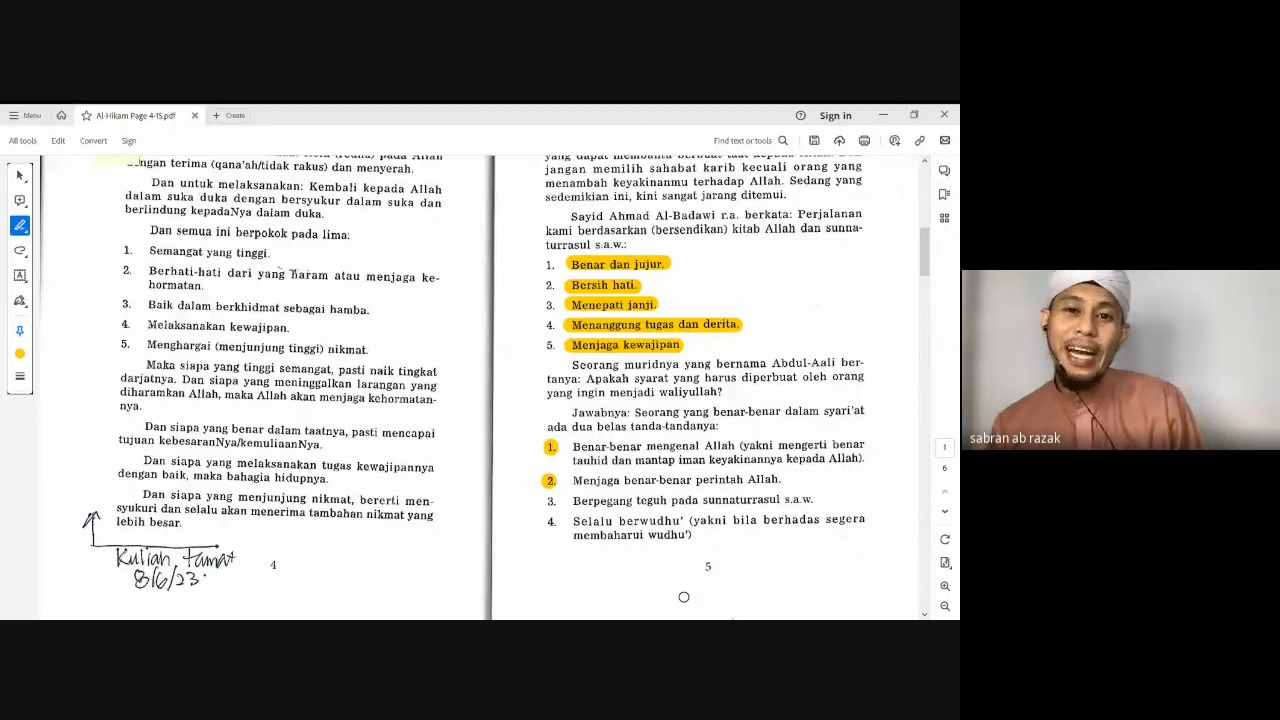 Menu
Al-Hikam Page 4-15.pdf
Create
Sign in
All tools
Edit
Convert
Sign
Find text or tools
dengan terima (qana'ah/tidak rakus) dan menyerah.
Dan untuk melaksanakan: Kembali kepada Allah
dalam suka duka dengan bersyukur dalam suka dan
berlindung kepadaNya dalam duka.
Dan semua ini berpokok pada lima:
1. Semangat yang tinggi.
2. Berhati-hati dari yang haram atau menjaga ke-
hormatan.
3. Baik dalam berkhidmat sebagai hamba.
4. Melaksanakan kewajipan.
5. Menghargai (menjunjung tinggi) nikmat.
Maka siapa yang tinggi semangat, pasti naik tingkat
darjatnya. Dan siapa yang meninggalkan larangan yang
diharamkan Allah, maka Allah akan menjaga kehormatan-
nya.
Dan siapa yang benar dalam taatnya, pasti mencapai
tujuan kebesaranNya/kemuliaanNya.
Dan siapa yang melaksanakan tugas kewajipannya
dengan baik, maka bahagia hidupnya.
Dan siapa yang menjunjung nikmat, bererti men-
syukuri dan selalu akan menerima tambahan nikmat yang
lebih besar.
Kuliah tamat
8/6/23.
4
yang dapat membantu berbuat taat kepada
jangan memilih sahabat karib kecuali orang yang
menambah keyakinanmu terhadap Allah. Sedang yang
sedemikian ini, kini sangat jarang ditemui.
Sayid Ahmad Al-Badawi r.a. berkata: Perjalanan
kami berdasarkan (bersendikan) kitab Allah dan sunna-
turrasul s.a.w.:
1. Benar dan jujur.
2. Bersih hati.
3. Menepati janji.
4. Menanggung tugas dan derita.
5. Menjaga kewajipan
Seorang muridnya yang bernama Abdul-Aali ber-
tanya: Apakah syarat yang harus diperbuat oleh orang
yang ingin menjadi waliyullah?
Jawabnya: Seorang yang benar-benar dalam syari'at
ada dua belas tanda-tandanya:
1. Benar-benar mengenal Allah (yakni mengerti benar
tauhid dan mantap iman keyakinannya kepada Allah).
2. Menjaga benar-benar perintah Allah.
3. Berpegang teguh pada sunnaturrasul s.a.w.
4. Selalu berwudhu' (yakni bila berhadas segera
membaharui wudhu')
5
1
6
sabran ab razak